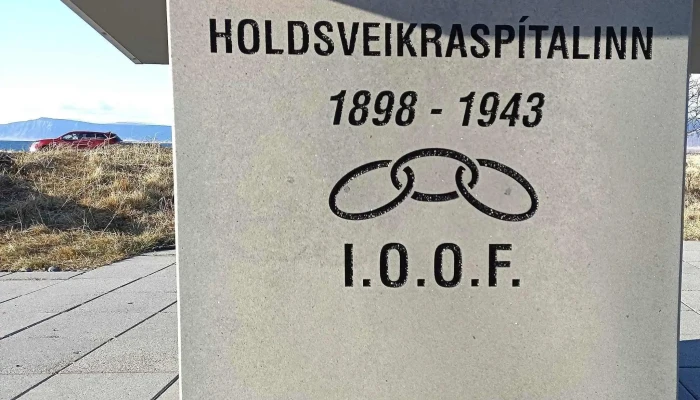 HOLDSVEIKRASPÍTALINN
1898 - 1943
I.O.O.F.